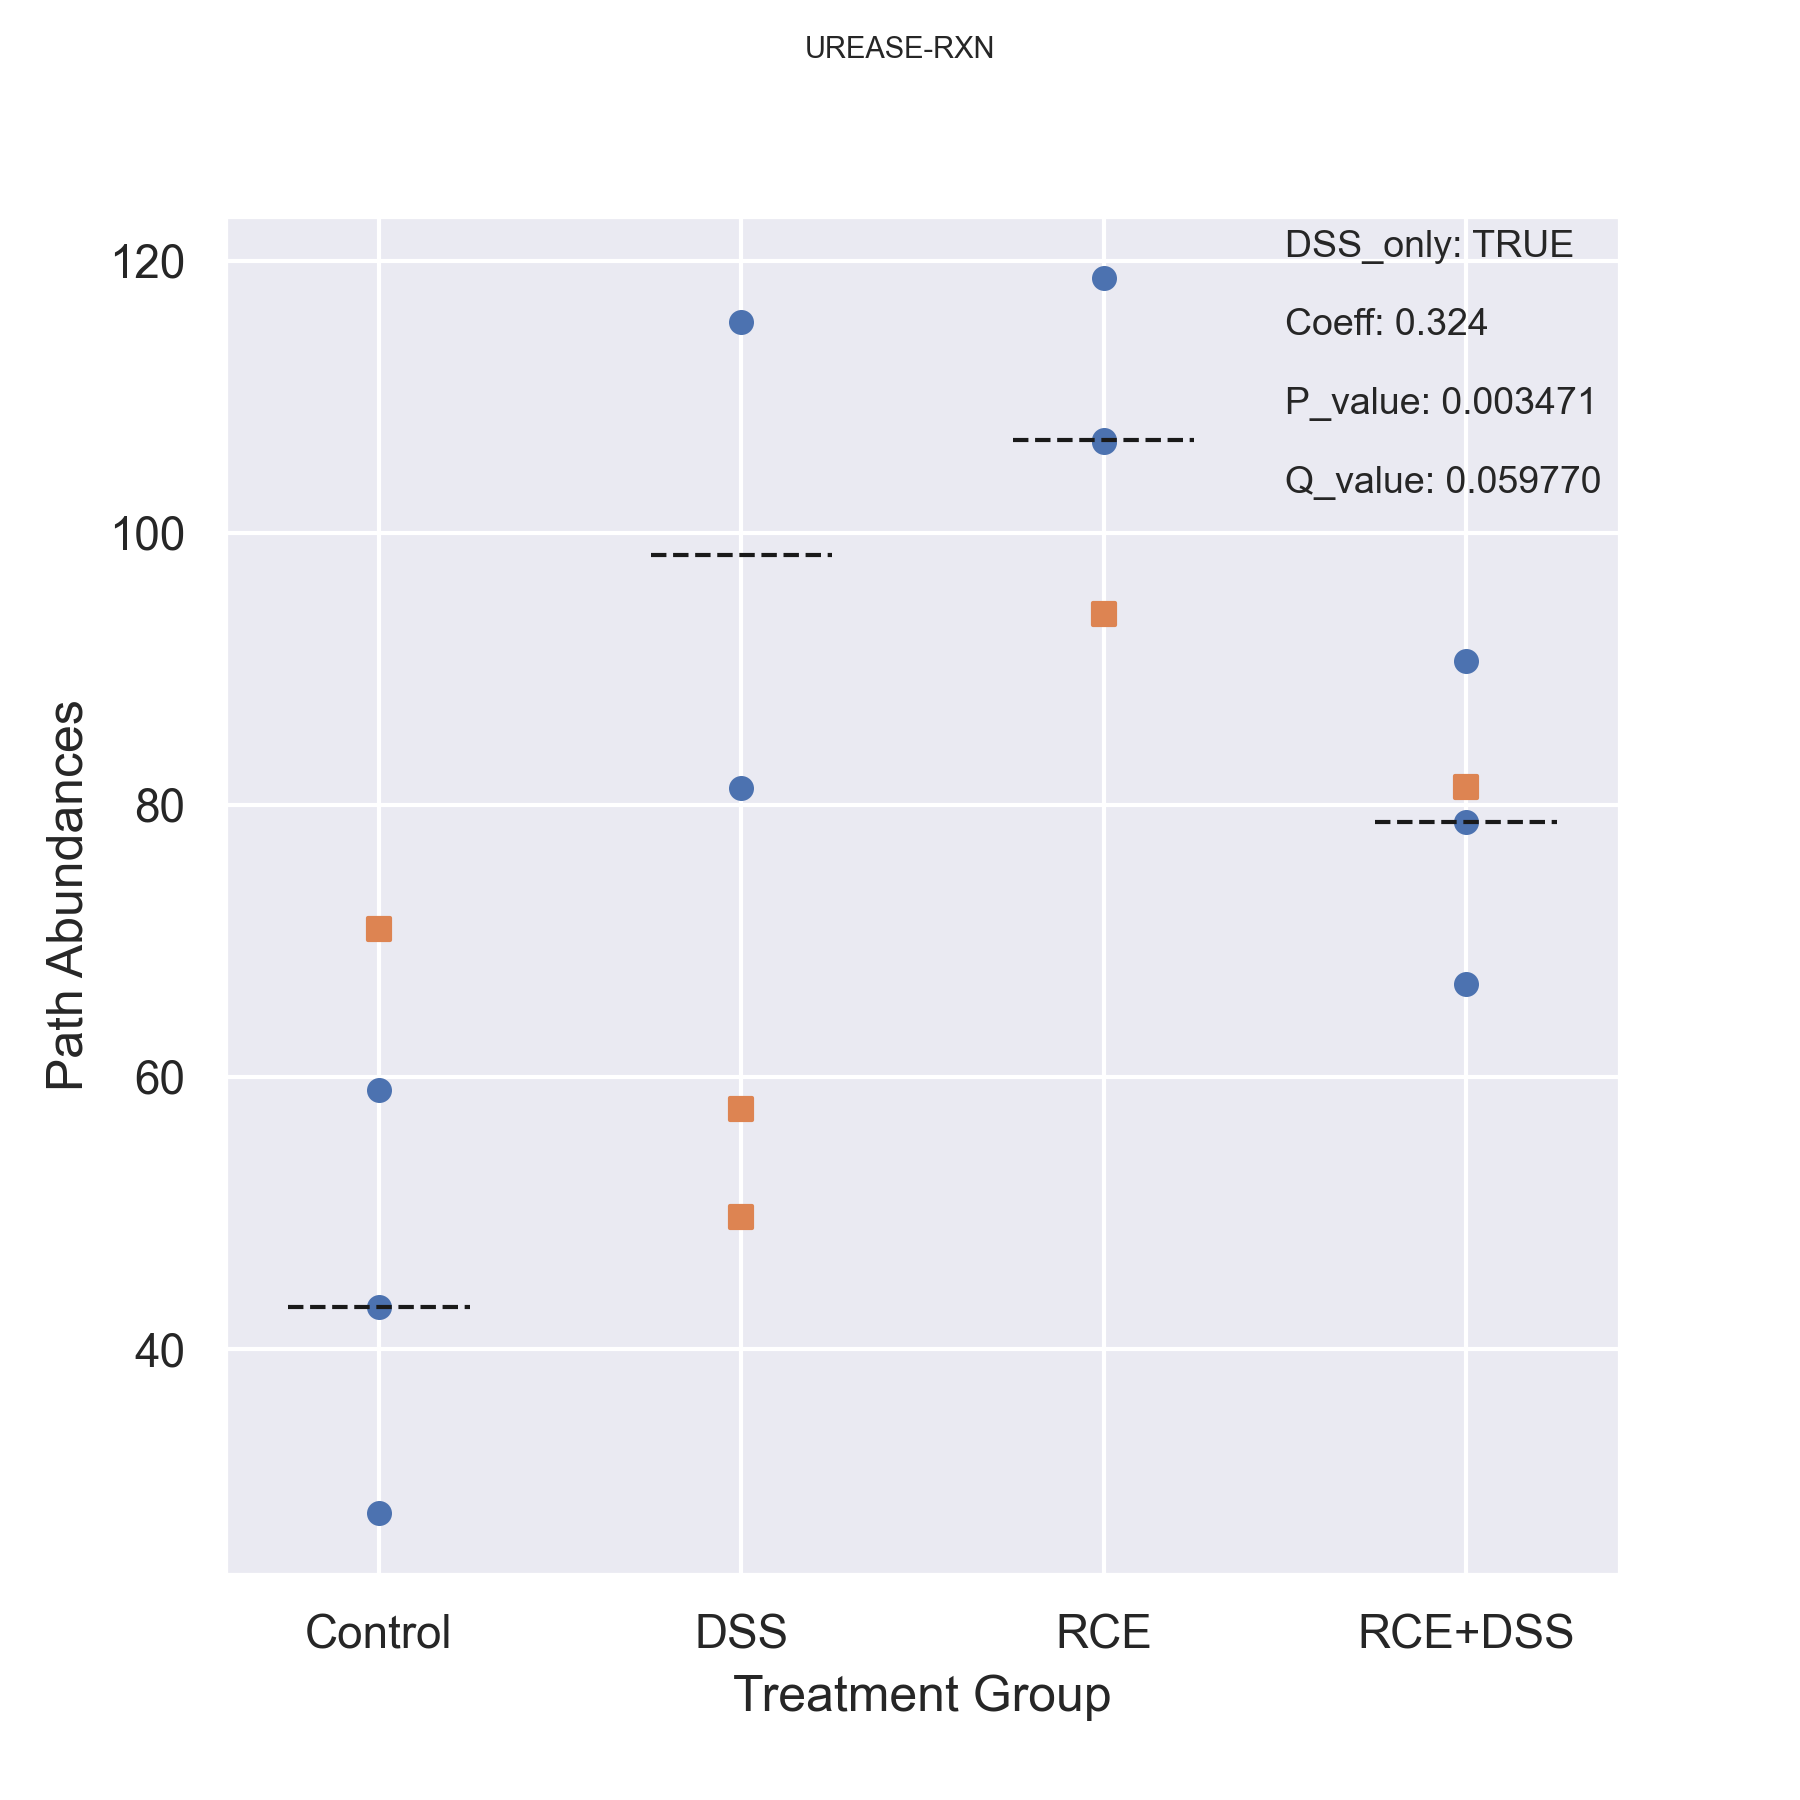 UREASE-RXN
120
100
80
60
40
Path Abundances
DSS_only: TRUE
Coeff: 0.324
P_value: 0.003471
Q_value: 0.059770
Control
DSS
RCE
RCE+DSS
Treatment Group